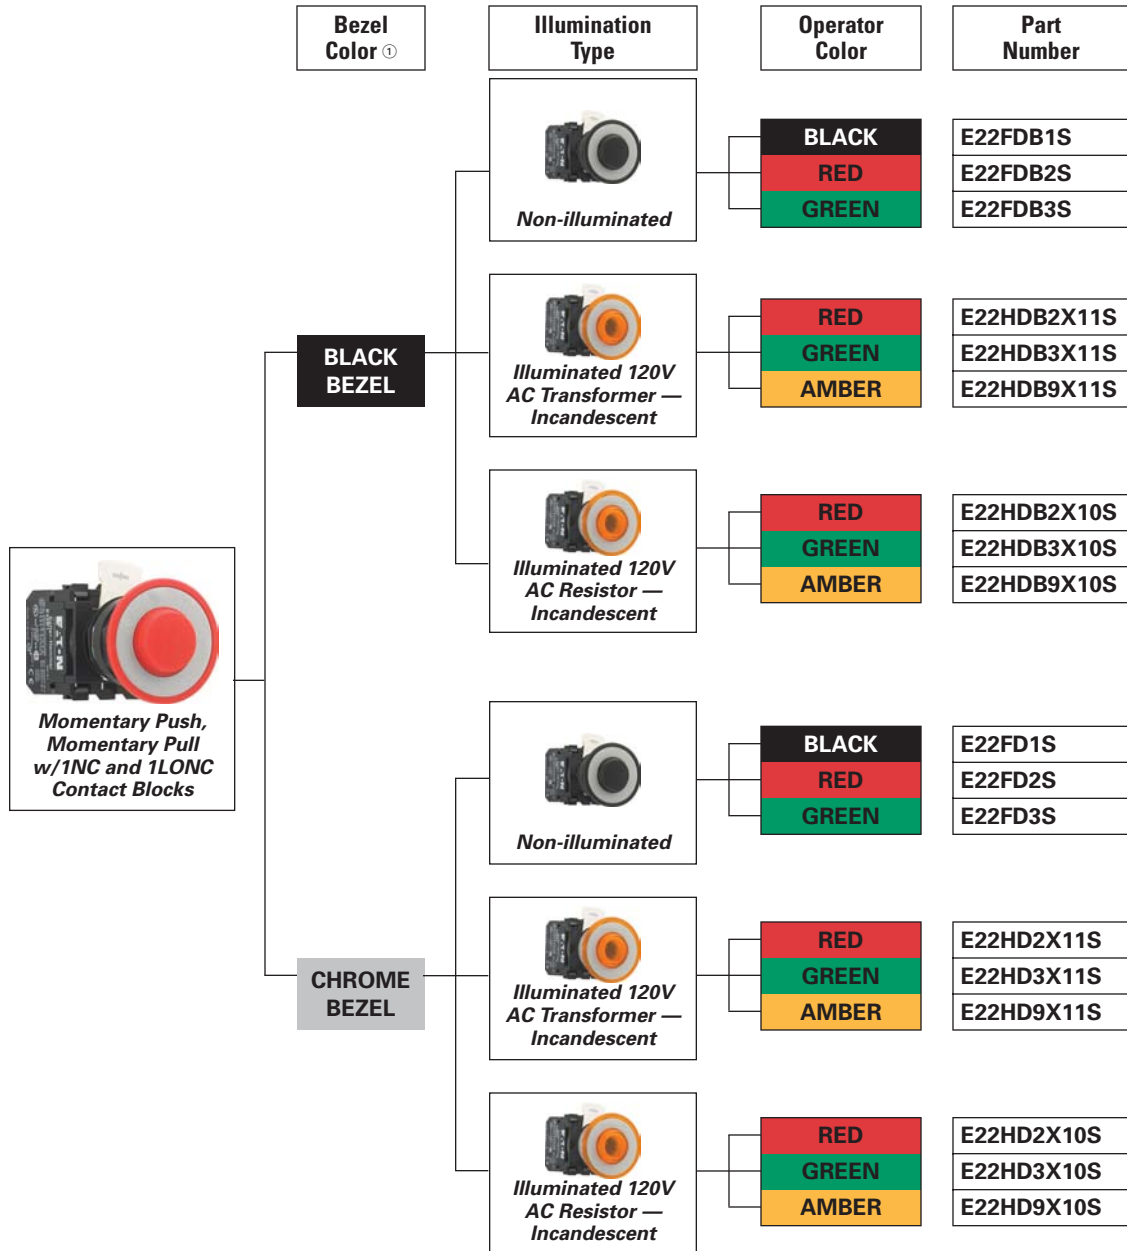 Bezel
Color ①
Illumination
Type
Operator
Color
Part
Number
Non-illuminated
BLACK
E22FDB1S
RED
E22FDB2S
GREEN
E22FDB3S
BLACK
BEZEL
Illuminated 120V
AC Transformer —
Incandescent
RED
E22HDB2X11S
GREEN
E22HDB3X11S
AMBER
E22HDB9X11S
Illuminated 120V
AC Resistor —
Incandescent
RED
E22HDB2X10S
GREEN
E22HDB3X10S
AMBER
E22HDB9X10S
E·T·N
Momentary Push,
Momentary Pull
w/1NC and 1LONC
Contact Blocks
Non-illuminated
BLACK
E22FD1S
RED
E22FD2S
GREEN
E22FD3S
CHROME
BEZEL
Illuminated 120V
AC Transformer —
Incandescent
RED
E22HD2X11S
GREEN
E22HD3X11S
AMBER
E22HD9X11S
Illuminated 120V
AC Resistor —
Incandescent
RED
E22HD2X10S
GREEN
E22HD3X10S
AMBER
E22HD9X10S